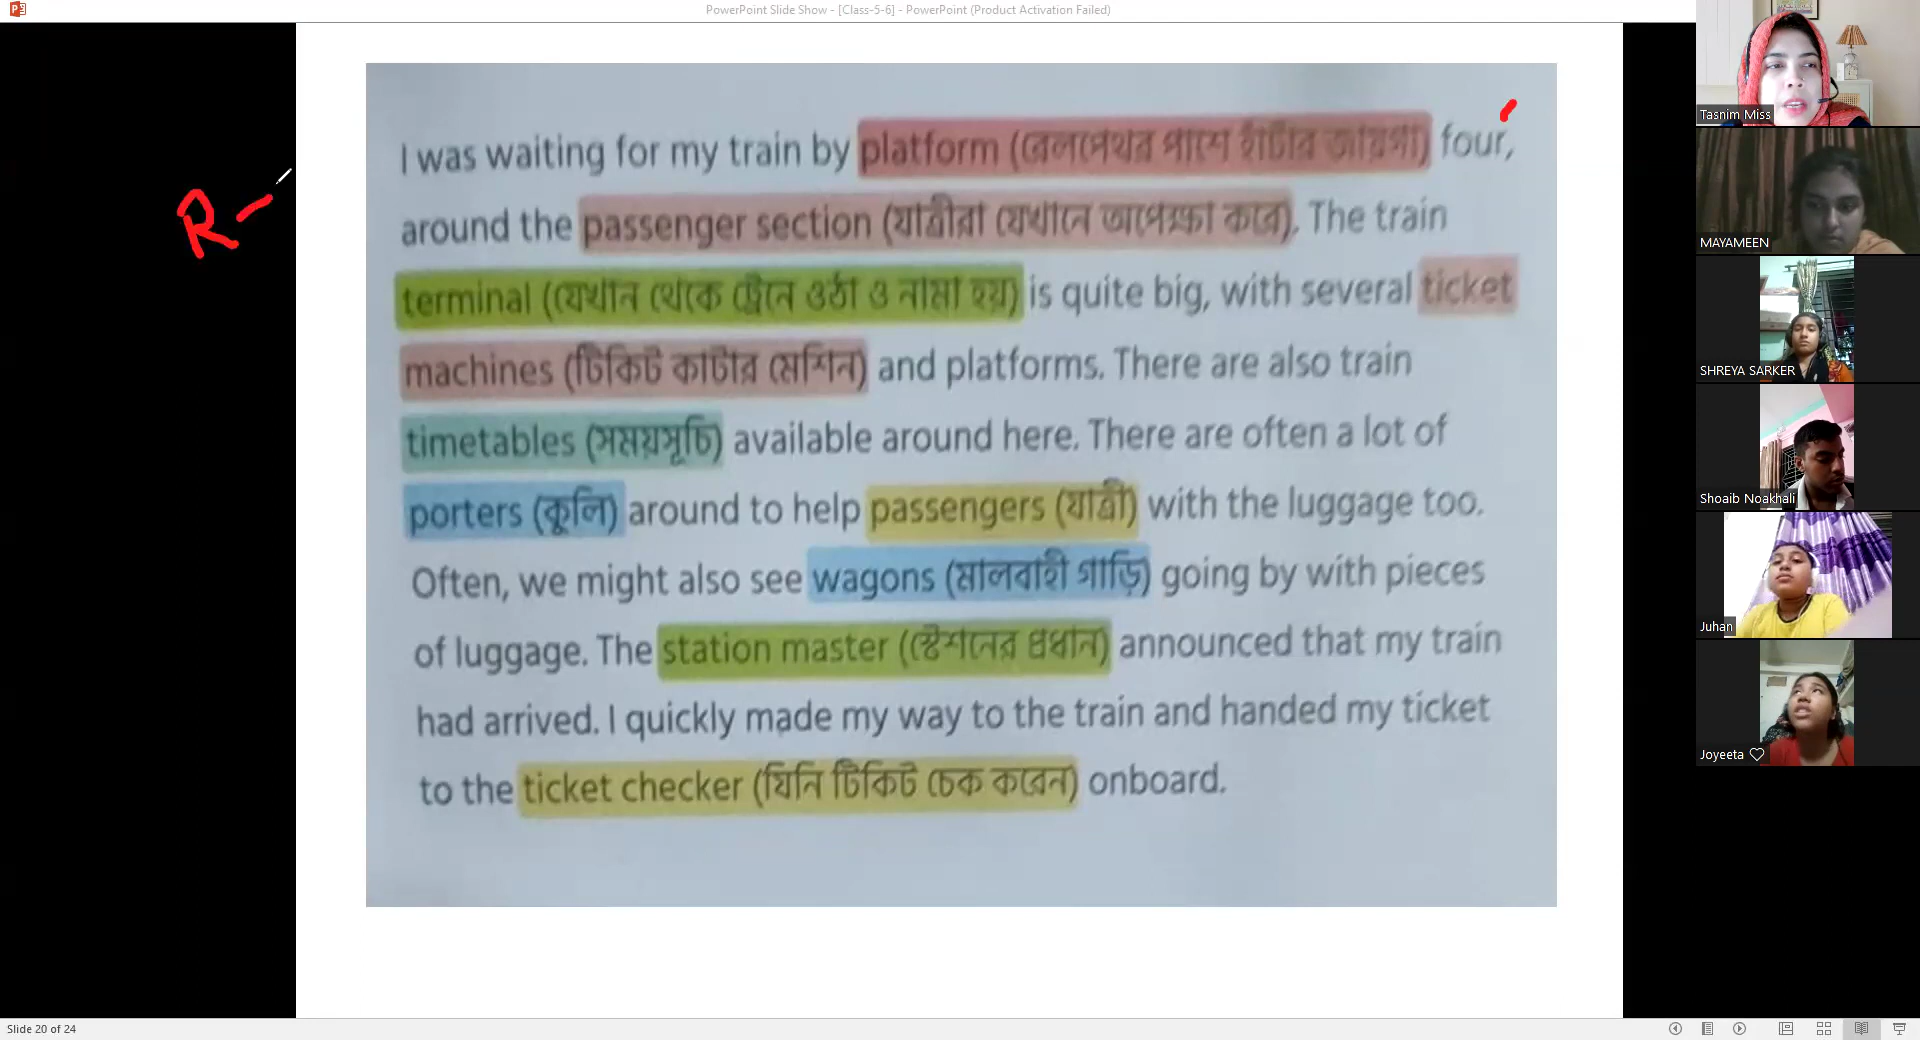 PowerPoint Slide Show - [Class-5-6] - PowerPoint (Product Activation Failed)
I was waiting for my train by platform (রেলপথের পাশে হাঁটার জায়গা) four,
around the passenger section (যাত্রীরা যেখানে অপেক্ষা করে). The train
terminal (যেখান থেকে ট্রেনে ওঠা ও নামা হয়) is quite big, with several ticket
machines (টিকিট কাটার মেশিন) and platforms. There are also train
timetables (সময়সূচি) available around here. There are often a lot of
porters (কুলি) around to help passengers (যাত্রী) with the luggage too.
Often, we might also see wagons (মালবাহী গাড়ি) going by with pieces
of luggage. The station master (স্টেশনের প্রধান) announced that my train
had arrived. I quickly made my way to the train and handed my ticket
to the ticket checker (যিনি টিকিট চেক করেন) onboard.
R-
Tasnim Miss
MAYAMEEN
SHREYA SARKER
Shoaib Noakhali
Juhan
Joyeeta ♡
Slide 20 of 24